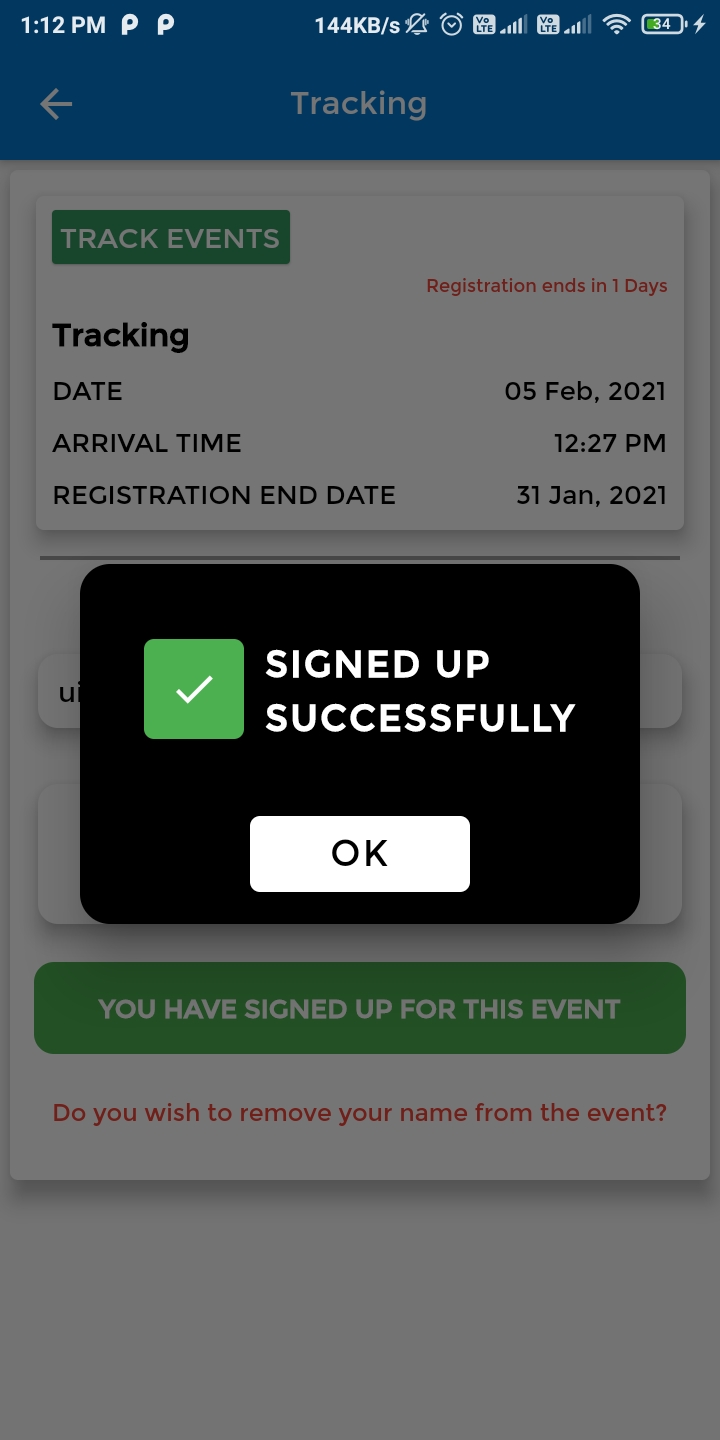 1:12 PM 144KB/s Vo LTE Vo LTE 34
Tracking
TRACK EVENTS
Registration ends in 1 Days
Tracking
DATE 05 Feb, 2021
ARRIVAL TIME 12:27 PM
REGISTRATION END DATE 31 Jan, 2021
SIGNED UP
SUCCESSFULLY
OK
YOU HAVE SIGNED UP FOR THIS EVENT
Do you wish to remove your name from the event?